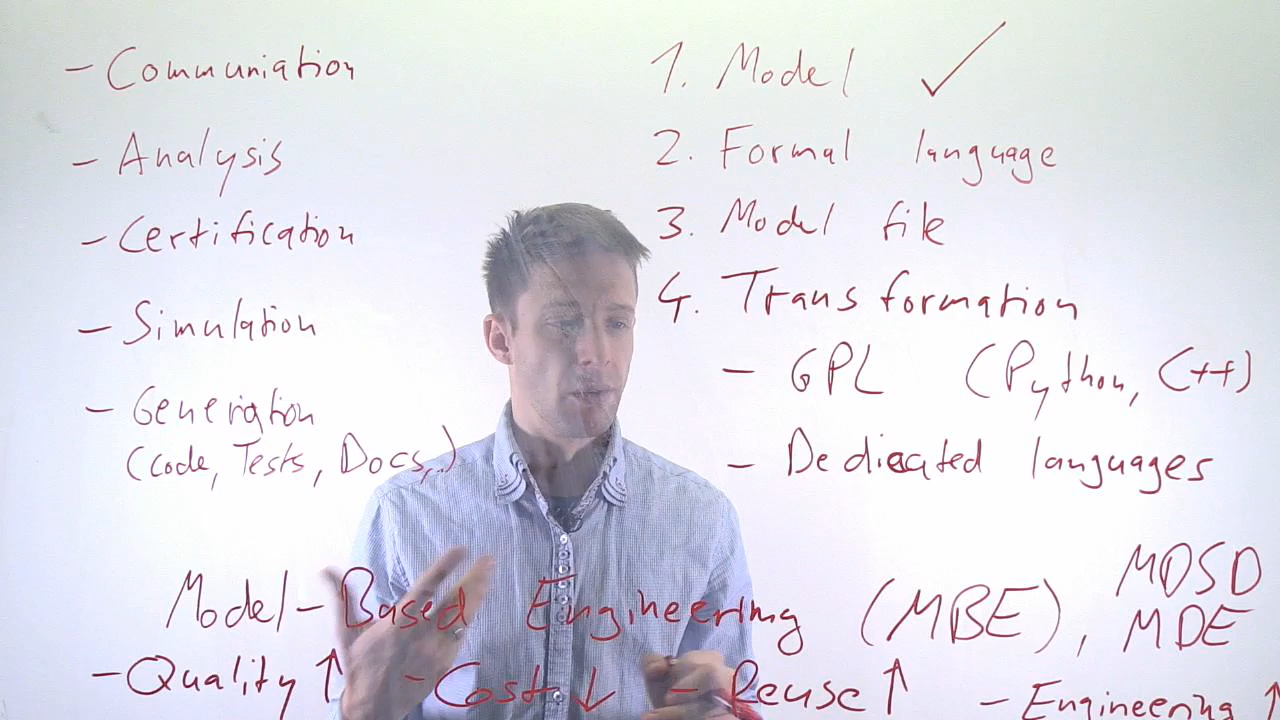 - Communiation
- Analysis
- Certification
- Simulation
- Generation
(Code, Tests, Docs,..)
1. Model ✓
2. Formal language
3. Model file
4. Transformation
- GPL (Python, C++)
- Dedicated languages
Model-Based Engineering (MBE), MDSD
MDE
- Quality ↑ - Cost ↓ - Reuse ↑ - Engineering ↑